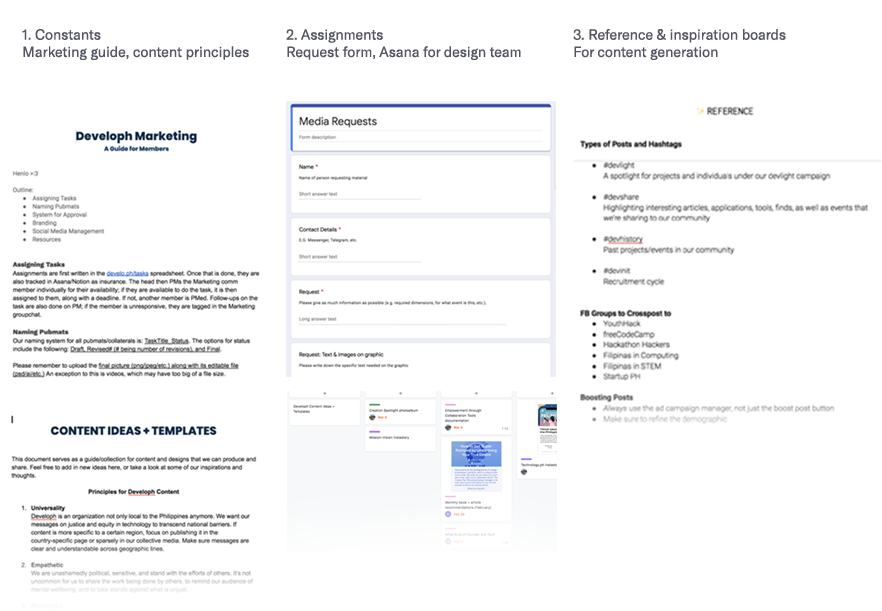 1. Constants
Marketing guide, content principles
Developh Marketing
A Guide for Members
Henlo <3
Outline:
Assigning Tasks
Naming Pubmats
System for Approval
Branding
Social Media Management
Resources
Assigning Tasks
Assignments are first written in the develo.ph/tasks spreadsheet. Once that is done, they are
also tracked in Asana/Notion as insurance. The head then PMs the Marketing comm
member individually for their availability; if they are available to do the task, it is then
assigned to them, along with a deadline. If not, another member is PMed. Follow-ups on the
task are also done on PM; if the member is unresponsive, they are tagged in the Marketing
groupchat.
Naming Pubmats
Our naming system for all pubmats/collaterals is: TaskTitle_Status. The options for status
include the following: Draft, Revised# (# being number of revisions), and Final.
Please remember to upload the final picture (png/jpeg/etc.) along with its editable file
(psd/ai/etc.) An exception to this is videos, which may have too big of a file size.
CONTENT IDEAS + TEMPLATES
This document serves as a guide/collection for content and designs that we can produce and
share. Feel free to add in new ideas here, or take a look at some of our inspirations and
thoughts.
Principles for Developh Content
1. Universality
Developh is an organization not only local to the Philippines anymore. We want our
messages on justice and equity in technology to transcend national barriers. If
content is more specific to a certain region, focus on publishing it in the
country-specific page or sparsely in our collective media. Make sure messages are
clear and understandable across geographic lines.
2. Empathetic
We are unashamedly political, sensitive, and stand with the efforts of others. It's not
uncommon for us to share the work being done by others, to remind our audience of
mental wellbeing, and to take stands against what is unjust.
2. Assignments
Request form, Asana for design team
Media Requests
Form description
Name *
Name of person requesting material
Short answer text
Contact Details *
E.G. Messenger, Telegram, etc.
Short answer text
Request *
Please give as much information as possible (e.g. required dimensions, for what event is this, etc.).
Long answer text
Request: Text & Images on graphic
Please write down the specific text needed on the graphic
Developh Content Ideas +
Templates
Creation Spotlight photoalbum
Mission Vision Instastory
Empowerment through
Collaboration Tools
documentation
Monthly book + article
recommendations (February)
3. Reference & inspiration boards
For content generation
✨ REFERENCE
Types of Posts and Hashtags
#devlight
A spotlight for projects and individuals under our devlight campaign
#devshare
Highlighting interesting articles, applications, tools, finds, as well as events that
we're sharing to our community
#devhistory
Past projects/events in our community
#devinit
Recruitment cycle
FB Groups to Crosspost to
YouthHack
freeCodeCamp
Hackathon Hackers
Filipinas in Computing
Filipinas in STEM
Startup PH
Boosting Posts
Always use the ad campaign manager, not just the boost post button
Make sure to refine the demographic